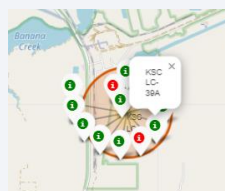 Banana
Creek
×
KSC
LC-
39A